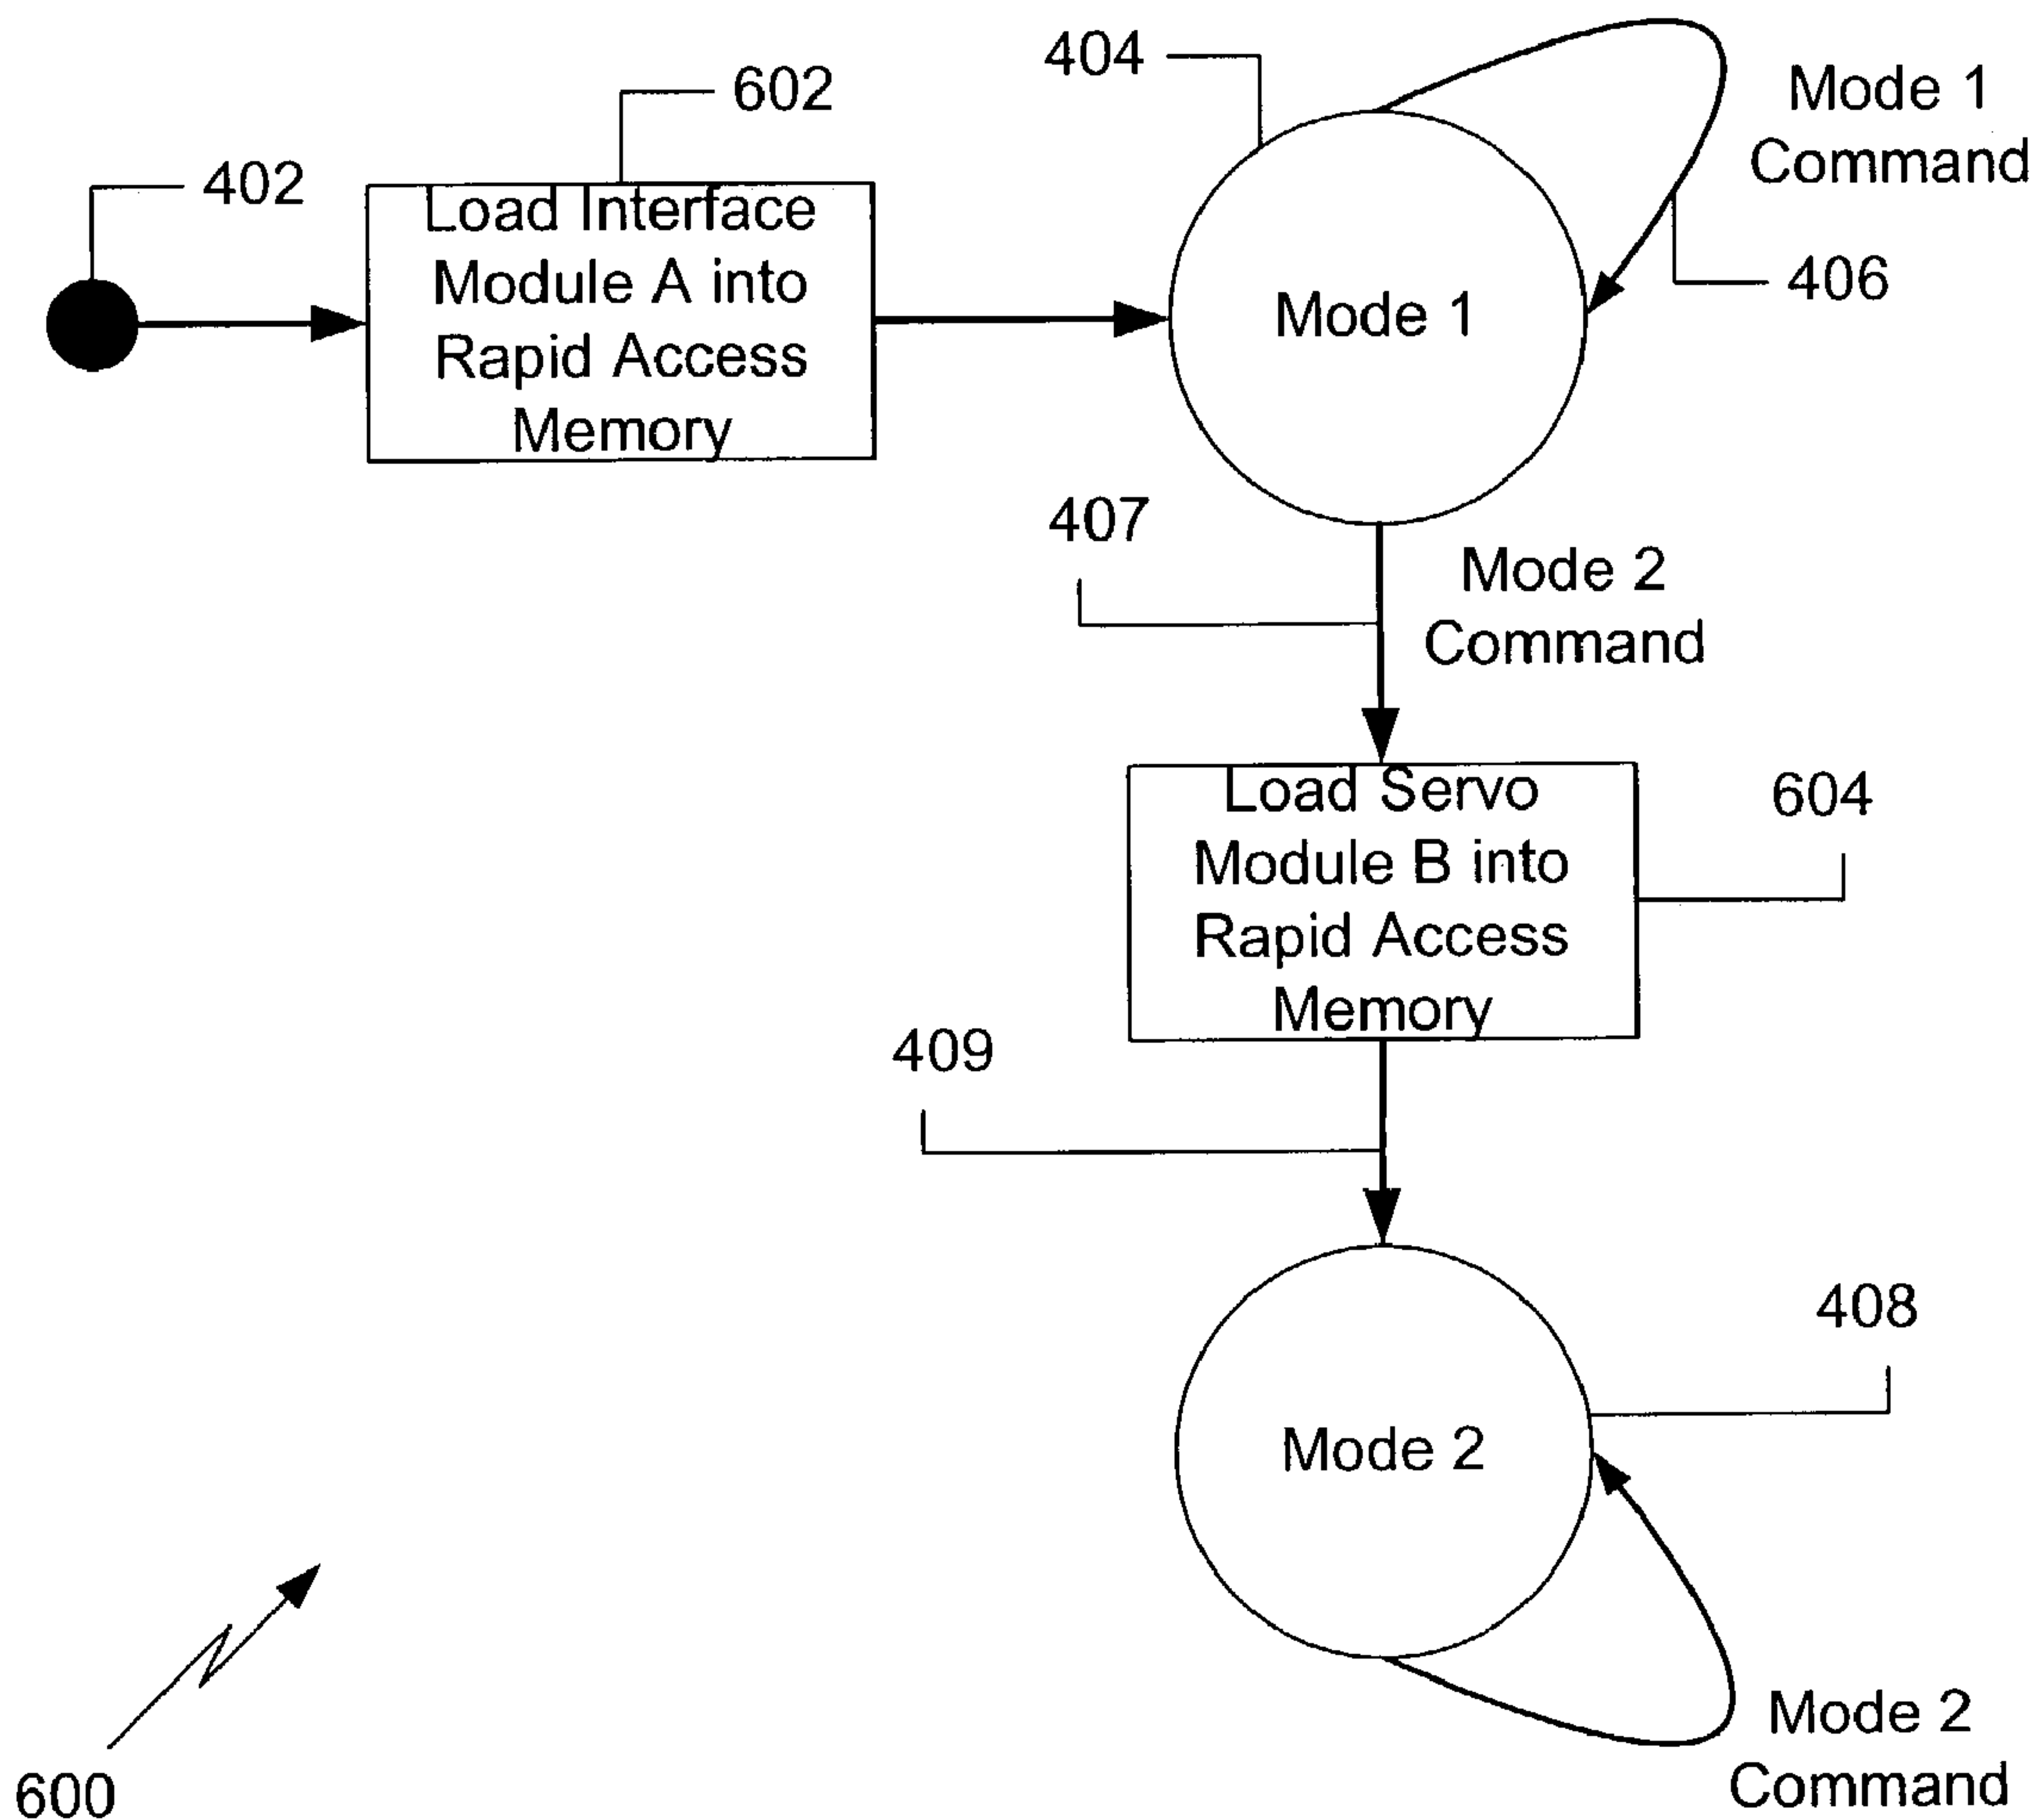 404
602
Mode 1
Command
402
Load Interface
Module A into
Rapid Access
Memory
Mode 1
406
407
Mode 2
Command
Load Servo
Module B into
Rapid Access
Memory
604
409
408
Mode 2
Mode 2
Command
600